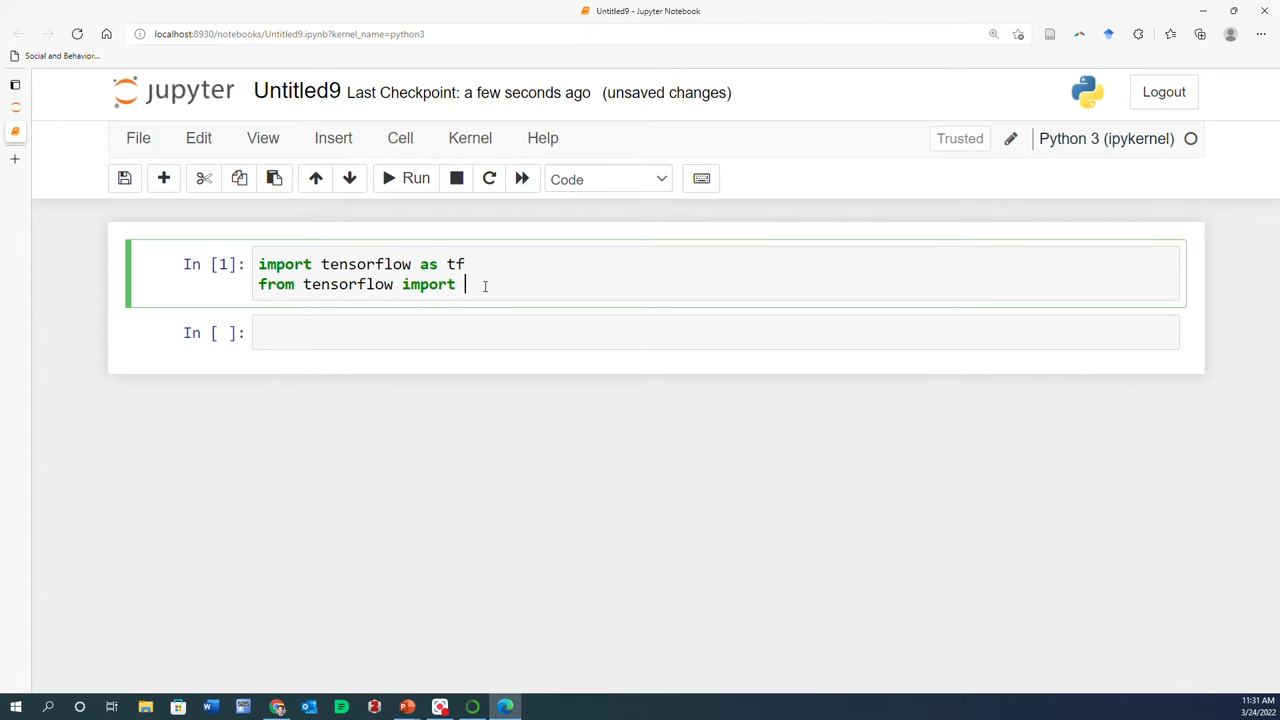 Untitled9 - Jupyter Notebook
localhost:8930/notebooks/Untitled9.ipynb?kernel_name=python3
Social and Behavior...
jupyter Untitled9 Last Checkpoint: a few seconds ago (unsaved changes)
Logout
File Edit View Insert Cell Kernel Help
Trusted
Python 3 (ipykernel)
Run
Code
In [1]: import tensorflow as tf
from tensorflow import
In [ ]:
11:31 AM
3/24/2022